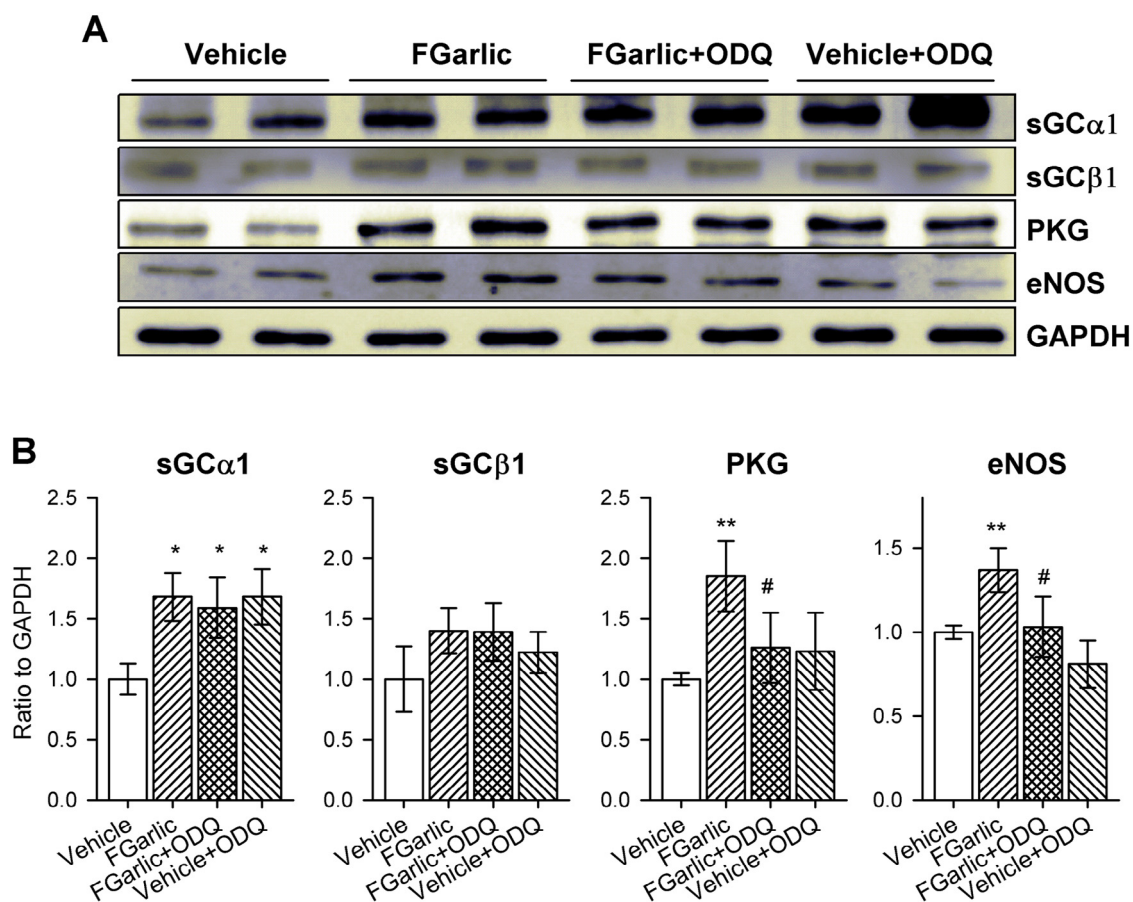 A
Vehicle FGarlic FGarlic+ODQ Vehicle+ODQ
sGCα1
sGCβ1
PKG
eNOS
GAPDH
B
sGCα1 sGCβ1 PKG eNOS
Ratio to GAPDH
2.5 2.5 2.5
2.0 2.0 2.0
1.5 1.5 1.5 1.5
1.0 1.0 1.0 1.0
0.5 0.5 0.5 0.5
0.0 0.0 0.0 0.0
* * * ** # ** #
Vehicle FGarlic FGarlic+ODQ Vehicle+ODQ
Vehicle FGarlic FGarlic+ODQ Vehicle+ODQ
Vehicle FGarlic FGarlic+ODQ Vehicle+ODQ
Vehicle FGarlic FGarlic+ODQ Vehicle+ODQ